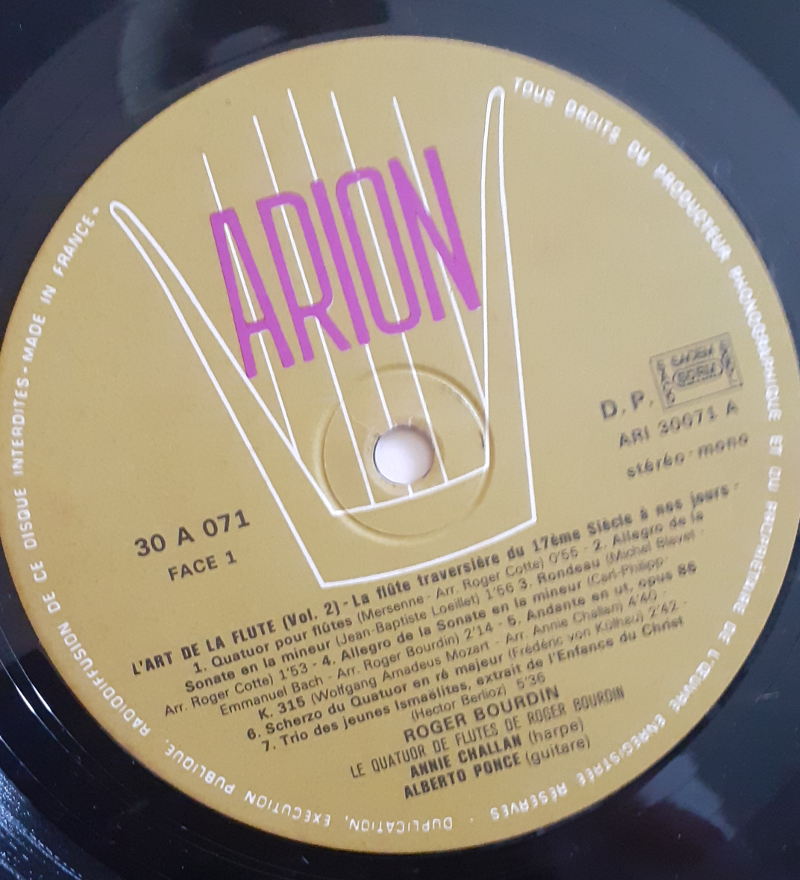 ARION
TOUS DROITS DU PRODUCTEUR PHONOGRAPHIQUE ET DU PROPRIÉTAIRE DE L'ŒUVRE ENREGISTRÉE RÉSERVÉS - DUPLICATION, EXÉCUTION PUBLIQUE, RADIODIFFUSION DE CE DISQUE INTERDITES - MADE IN FRANCE -
D.P.
ARI 30071 A
stéréo-mono
30 A 071
FACE 1
L'ART DE LA FLUTE (Vol. 2) - La flûte traversière du 17ème Siècle à nos jours -
1. Quatuor pour flûtes (Mersenne - Arr. Roger Cotte) 0'55 - 2. Allegro de la
Sonate en la mineur (Jean-Baptiste Loeillet) 1'56 3. Rondeau (Michel Blavet -
Arr. Roger Cotte) 1'53 - 4. Allegro de la Sonate en la mineur (Carl-Philipp-
Emmanuel Bach - Arr. Roger Bourdin) 2'14 - 5. Andante en ut, opus 86
K. 315 (Wolfgang Amadeus Mozart - Arr. Annie Challan) 4'40 -
6. Scherzo du Quatuor en ré majeur (Frédéric von Külhau) 2'42 -
7. Trio des jeunes Ismaëlites, extrait de l'Enfance du Christ
(Hector Berlioz) 5'36
ROGER BOURDIN
LE QUATUOR DE FLUTES DE ROGER BOURDIN
ANNIE CHALLAN (harpe)
ALBERTO PONCE (guitare)